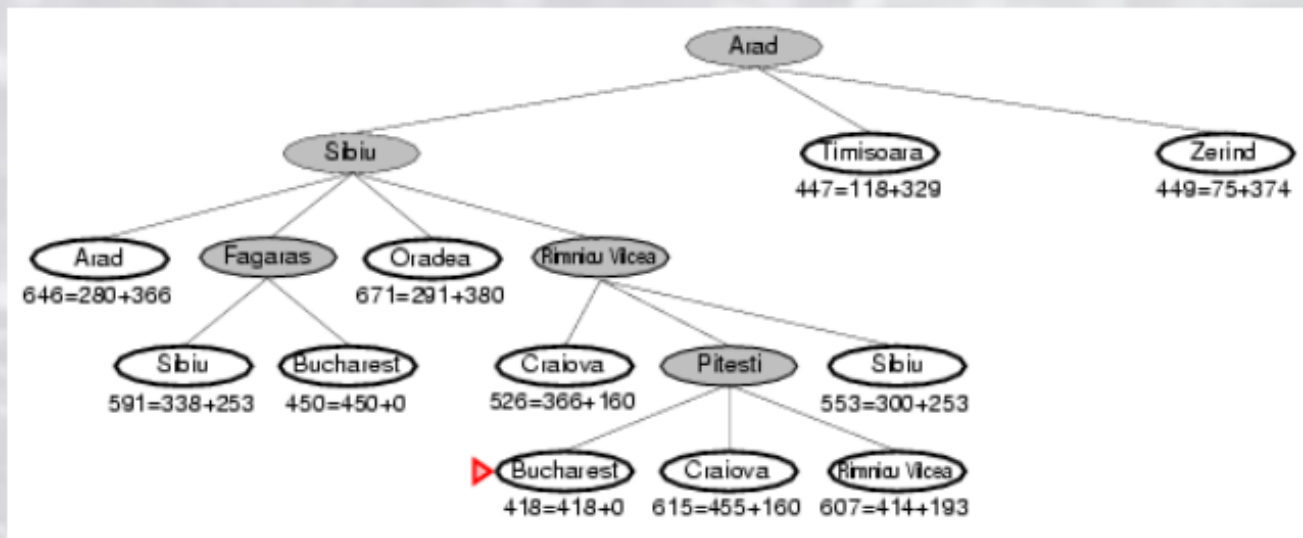 Arad
Sibiu
Timisoara
Zerind
447=118+329
449=75+374
Arad
Fagaras
Oradea
Rimnicu Vilcea
646=280+366
671=291+380
Sibiu
Bucharest
Craiova
Pitesti
Sibiu
591=338+253
450=450+0
526=366+160
553=300+253
Bucharest
Craiova
Rimnicu Vilcea
418=418+0
615=455+160
607=414+193